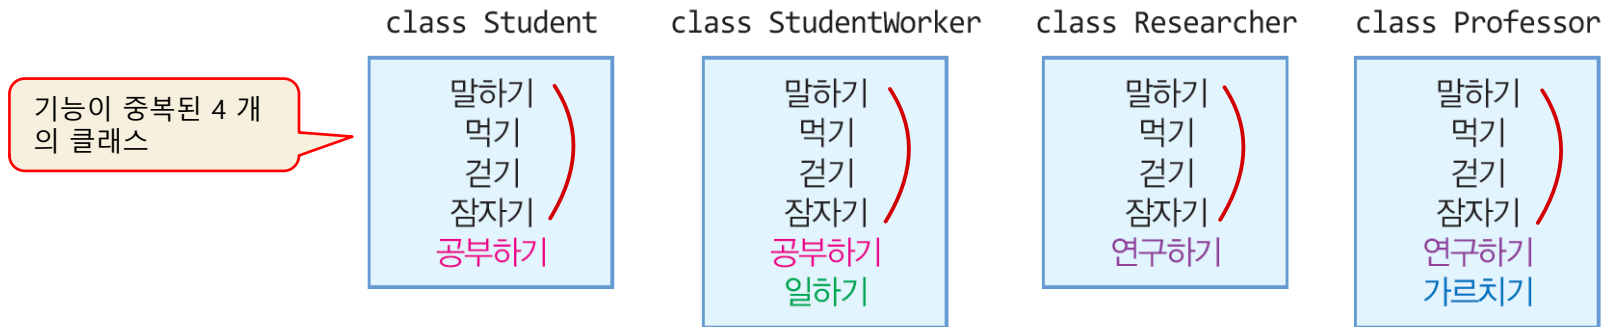 class Student
class StudentWorker
class Researcher
class Professor
기능이 중복된 4 개
의 클래스
말하기
먹기
걷기
잠자기
공부하기
말하기
먹기
걷기
잠자기
공부하기
일하기
말하기
먹기
걷기
잠자기
연구하기
말하기
먹기
걷기
잠자기
연구하기
가르치기